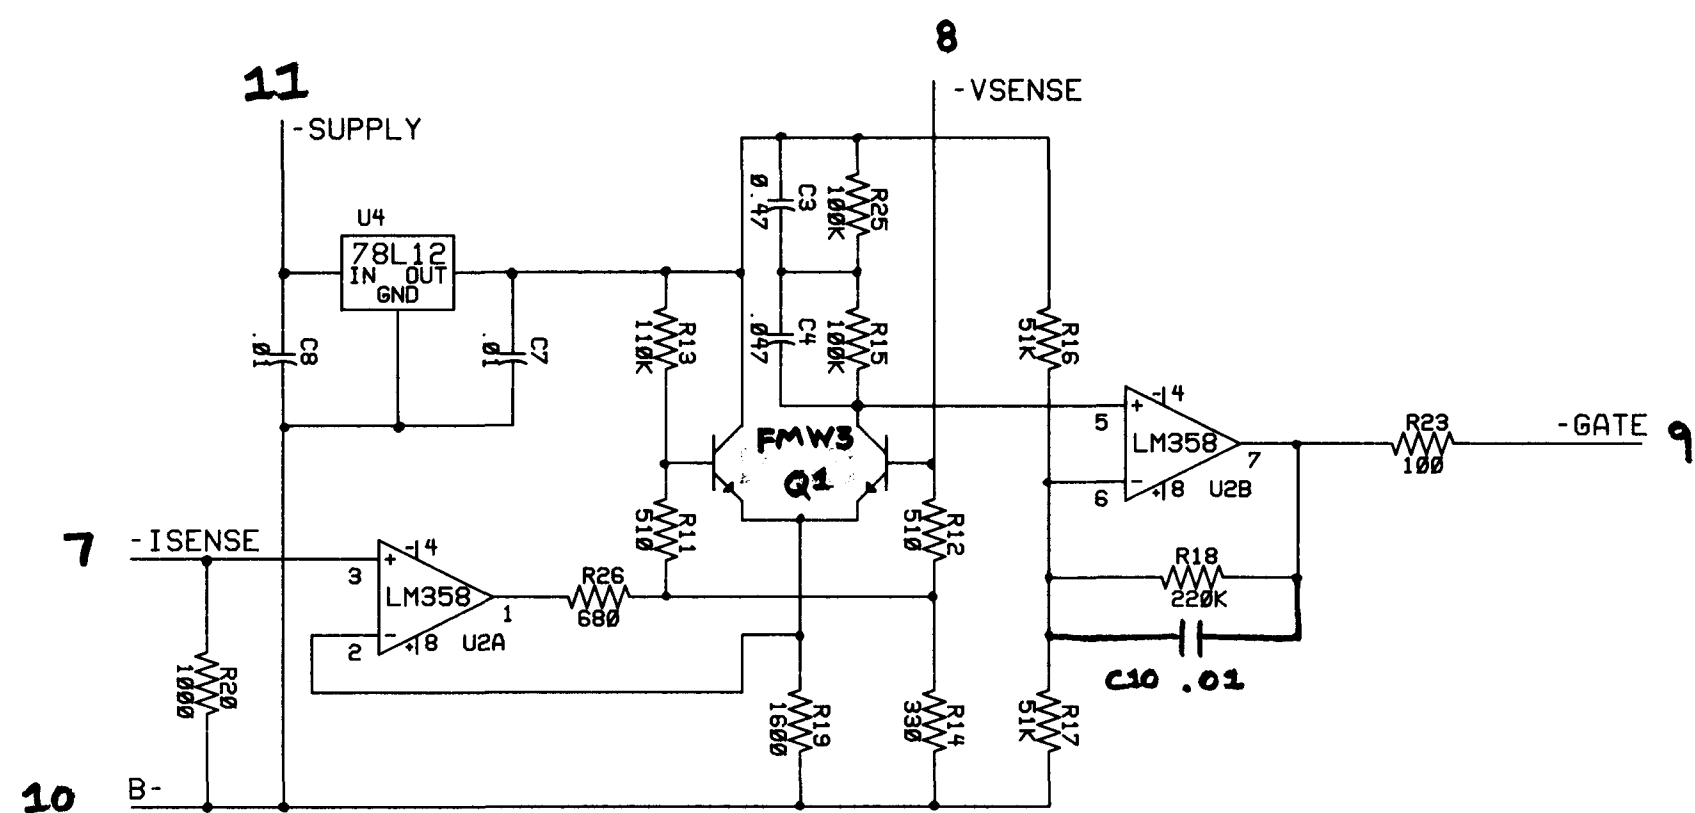 8
11
-VSENSE
-SUPPLY
U4
78L12
IN OUT
GND
C8
.01
C7
.01
C3
0.47
R25
100K
C4
.047
R15
100K
R13
110K
R16
51K
FMW3
Q1
5
+
-
4
LM358
6
-
+
8
U2B
7
R23
100
-GATE
9
7
-ISENSE
3
+
-
4
LM358
2
-
+
8
U2A
1
R26
680
R11
510
R12
510
R18
220K
C10 .01
R20
1000
R19
1600
R14
330
R17
51K
10
B-